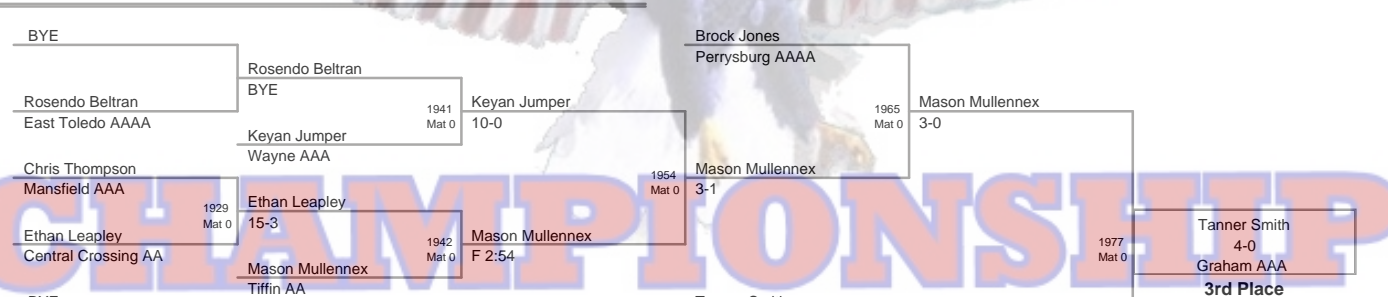 BYE
Rosendo Beltran
East Toledo AAAA
Rosendo Beltran
BYE
1941
Mat 0
Keyan Jumper
10-0
Keyan Jumper
Wayne AAA
Chris Thompson
Mansfield AAA
1929
Mat 0
Ethan Leapley
Central Crossing AA
Ethan Leapley
15-3
1942
Mat 0
Mason Mullennex
F 2:54
Mason Mullennex
Tiffin AA
1954
Mat 0
Brock Jones
Perrysburg AAAA
Mason Mullennex
3-1
1965
Mat 0
Mason Mullennex
3-0
1977
Mat 0
Tanner Smith
4-0
Graham AAA
3rd Place
CHAMPIONSHIP